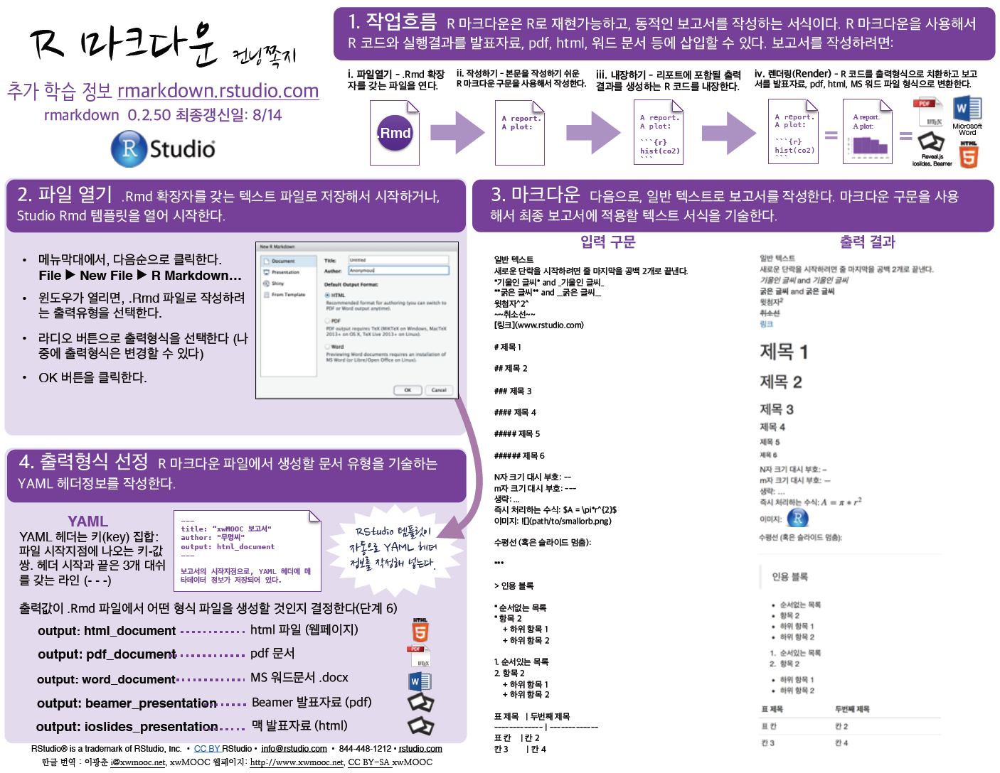 R 마크다운 컨닝쪽지
추가 학습 정보 rmarkdown.rstudio.com
rmarkdown 0.2.50 최종갱신일: 8/14
R Studio®
1. 작업흐름 R 마크다운은 R로 재현가능하고, 동적인 보고서를 작성하는 서식이다. R 마크다운을 사용해서
R 코드와 실행결과를 발표자료, pdf, html, 워드 문서 등에 삽입할 수 있다. 보고서를 작성하려면:
i. 파일열기 – .Rmd 확장
자를 갖는 파일을 연다.
ii. 작성하기 – 본문을 작성하기 쉬운
R 마크다운 구문을 사용해서 작성한다.
iii. 내장하기 – 리포트에 포함될 출력
결과를 생성하는 R 코드를 내장한다.
iv. 렌더링(Render) – R 코드를 출력형식으로 치환하고 보고
서를 발표자료, pdf, html, MS 워드 파일 형식으로 변환한다.
.Rmd
A report.
A plot:
A report.
A plot:
```{r}
hist(co2)
```
A report.
A plot:
```{r}
hist(co2)
```
=
A report.
A plot:
=
PDF
LaTeX
W
Microsoft
Word
Reveal.js
ioslides, Beamer
HTML
5
2. 파일 열기 .Rmd 확장자를 갖는 텍스트 파일로 저장해서 시작하거나,
Studio Rmd 템플릿을 열어 시작한다.
• 메뉴막대에서, 다음순으로 클릭한다.
File ▶ New File ▶ R Markdown...
• 윈도우가 열리면, .Rmd 파일로 작성하려
는 출력유형을 선택한다.
• 라디오 버튼으로 출력형식을 선택한다 (나
중에 출력형식은 변경할 수 있다)
• OK 버튼을 클릭한다.
New R Markdown
Document
Presentation
Shiny
From Template
Title: Untitled
Author: Anonymous
Default Output Format:
HTML
Recommended format for authoring (you can switch to
PDF or Word output anytime).
PDF
PDF output requires TeX (MiKTeX on Windows, MacTeX
2013+ on OS X, TeX Live 2013+ on Linux).
Word
Previewing Word documents requires an installation of
MS Word (or Libre/Open Office on Linux).
OK Cancel
3. 마크다운 다음으로, 일반 텍스트로 보고서를 작성한다. 마크다운 구문을 사용
해서 최종 보고서에 적용할 텍스트 서식을 기술한다.
입력 구문
일반 텍스트
새로운 단락을 시작하려면 줄 마지막을 공백 2개로 끝낸다.
*기울인 글씨* and _기울인 글씨_
**굵은 글씨** and __굵은 글씨__
윗첨자^2^
~~취소선~~
[링크](www.rstudio.com)
# 제목 1
## 제목 2
### 제목 3
#### 제목 4
##### 제목 5
###### 제목 6
N자 크기 대시 부호: --
m자 크기 대시 부호: ---
생략: ...
즉시 처리하는 수식: $A = \pi*r^{2}$
이미지: ![](path/to/smallorb.png)
수평선 (혹은 슬라이드 멈춤):
***
> 인용 블록
* 순서없는 목록
* 항목 2
+ 하위 항목 1
+ 하위 항목 2
1. 순서있는 목록
2. 항목 2
+ 하위 항목 1
+ 하위 항목 2
표 제목 | 두번째 제목
------------- | -------------
표 칸 | 칸 2
칸 3 | 칸 4
출력 결과
일반 텍스트
새로운 단락을 시작하려면 줄 마지막을 공백 2개로 끝낸다.
기울인 글씨 and 기울인 글씨
굵은 글씨 and 굵은 글씨
윗첨자²
취소선
링크
제목 1
제목 2
제목 3
제목 4
제목 5
제목 6
N자 크기 대시 부호: –
m자 크기 대시 부호: —
생략: …
즉시 처리하는 수식: A = π * r²
이미지: R
수평선 (혹은 슬라이드 멈춤):
인용 블록
• 순서없는 목록
• 항목 2
• 하위 항목 1
• 하위 항목 2
1. 순서있는 목록
2. 항목 2
• 하위 항목 1
• 하위 항목 2
표 제목 두번째 제목
표 칸 칸 2
칸 3 칸 4
4. 출력형식 선정 R 마크다운 파일에서 생성할 문서 유형을 기술하는
YAML 헤더정보를 작성한다.
YAML
YAML 헤더는 키(key) 집합:
파일 시작지점에 나오는 키-값
쌍. 헤더 시작과 끝은 3개 대쉬
를 갖는 라인 (- - -)
---
title: “xwMOOC 보고서"
author: "무명씨"
output: html_document
---
보고서의 시작지점으로, YAML 헤더에 메
타데이터 정보가 저장되어 있다.
RStudio 템플릿이
자동으로 YAML 헤더
정보를 작성해 넣는다.
출력값이 .Rmd 파일에서 어떤 형식 파일을 생성할 것인지 결정한다(단계 6)
output: html_document html 파일 (웹페이지)
HTML
5
output: pdf_document pdf 문서
PDF
LaTeX
output: word_document MS 워드문서 .docx
W
output: beamer_presentation Beamer 발표자료 (pdf)
output: ioslides_presentation 맥 발표자료 (html)
RStudio® is a trademark of RStudio, Inc. • CC BY RStudio • info@rstudio.com • 844-448-1212 • rstudio.com
한글 번역 : 이광춘 i@xwmooc.net, xwMOOC 웹페이지: http://www.xwmooc.net, CC BY-SA xwMOOC